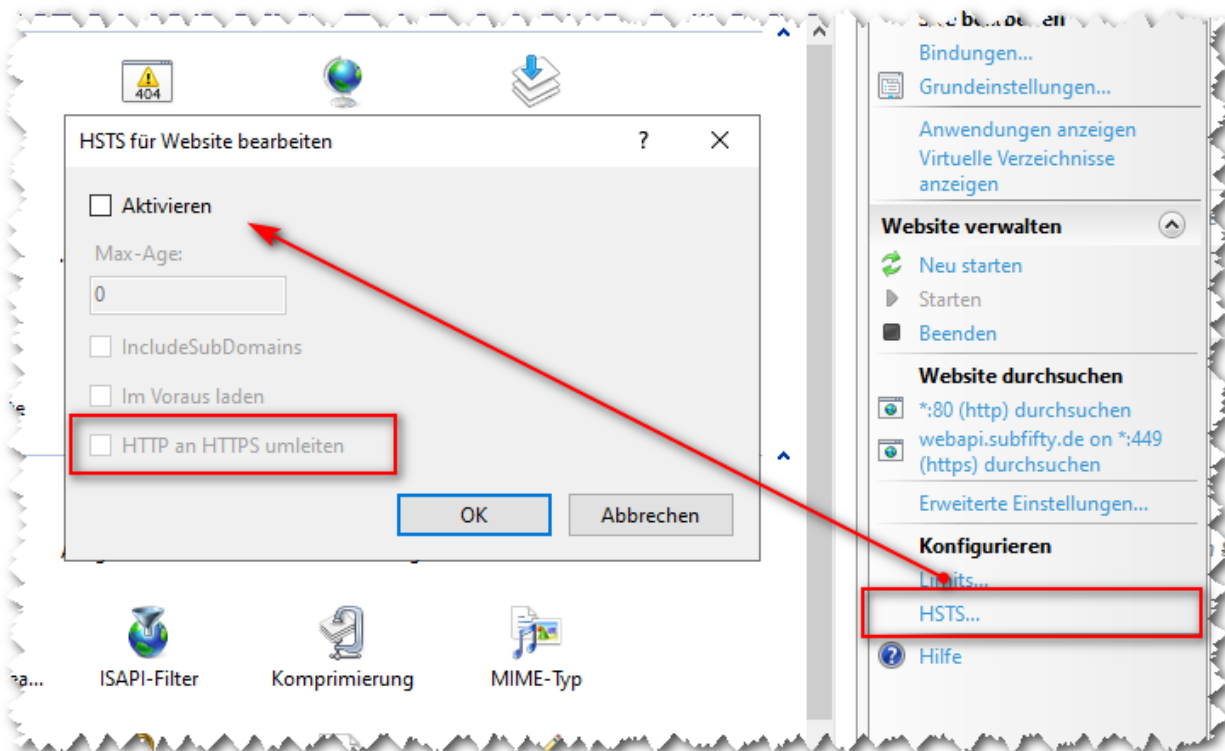 404
HSTS für Website bearbeiten
?
Aktivieren
Max-Age:
0
IncludeSubDomains
Im Voraus laden
HTTP an HTTPS umleiten
OK
Abbrechen
ISAPI-Filter
Komprimierung
MIME-Typ
Bindungen...
Grundeinstellungen...
Anwendungen anzeigen
Virtuelle Verzeichnisse
anzeigen
Website verwalten
Neu starten
Starten
Beenden
Website durchsuchen
*:80 (http) durchsuchen
webapi.subfifty.de on *:449
(https) durchsuchen
Erweiterte Einstellungen...
Konfigurieren
Limits...
HSTS...
Hilfe